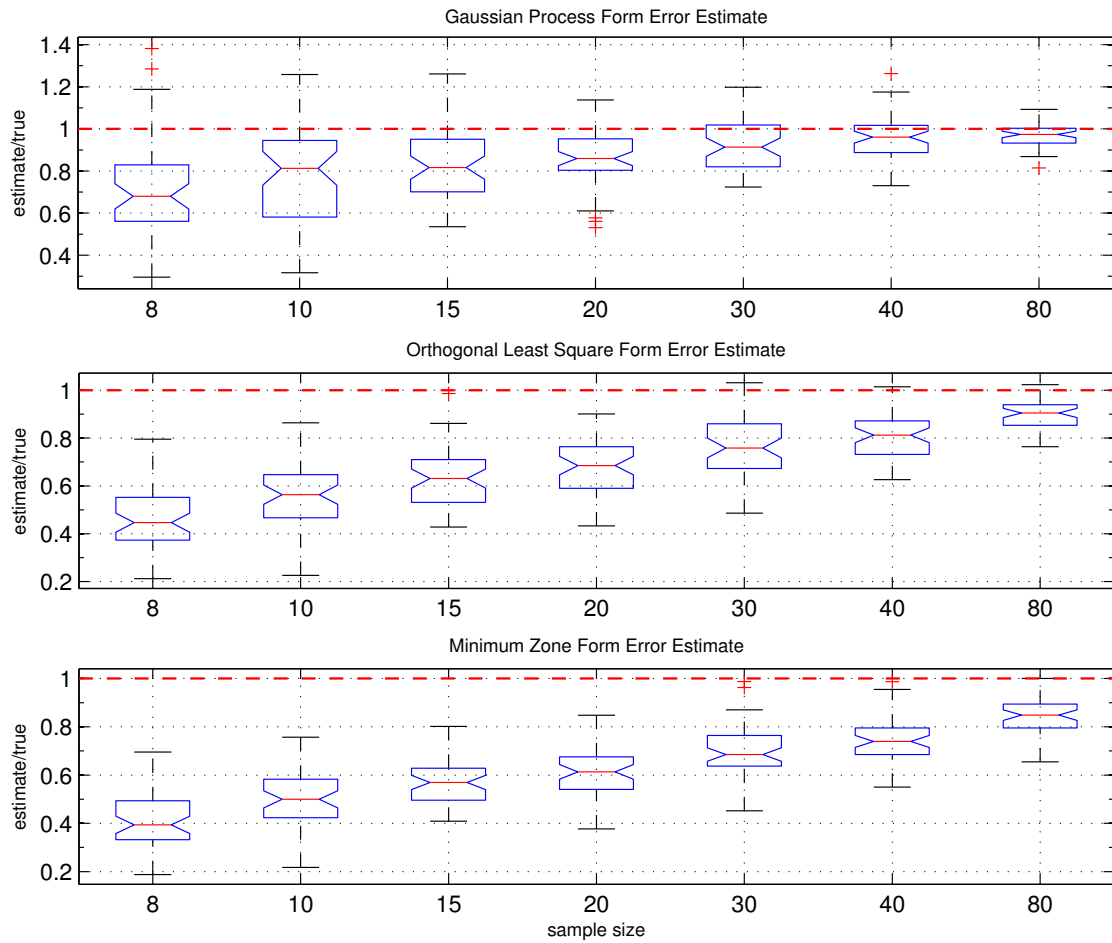 Gaussian Process Form Error Estimate
estimate/true
1.4
1.2
1
0.8
0.6
0.4
8 10 15 20 30 40 80
Orthogonal Least Square Form Error Estimate
estimate/true
1
0.8
0.6
0.4
0.2
8 10 15 20 30 40 80
Minimum Zone Form Error Estimate
estimate/true
1
0.8
0.6
0.4
0.2
8 10 15 20 30 40 80
sample size